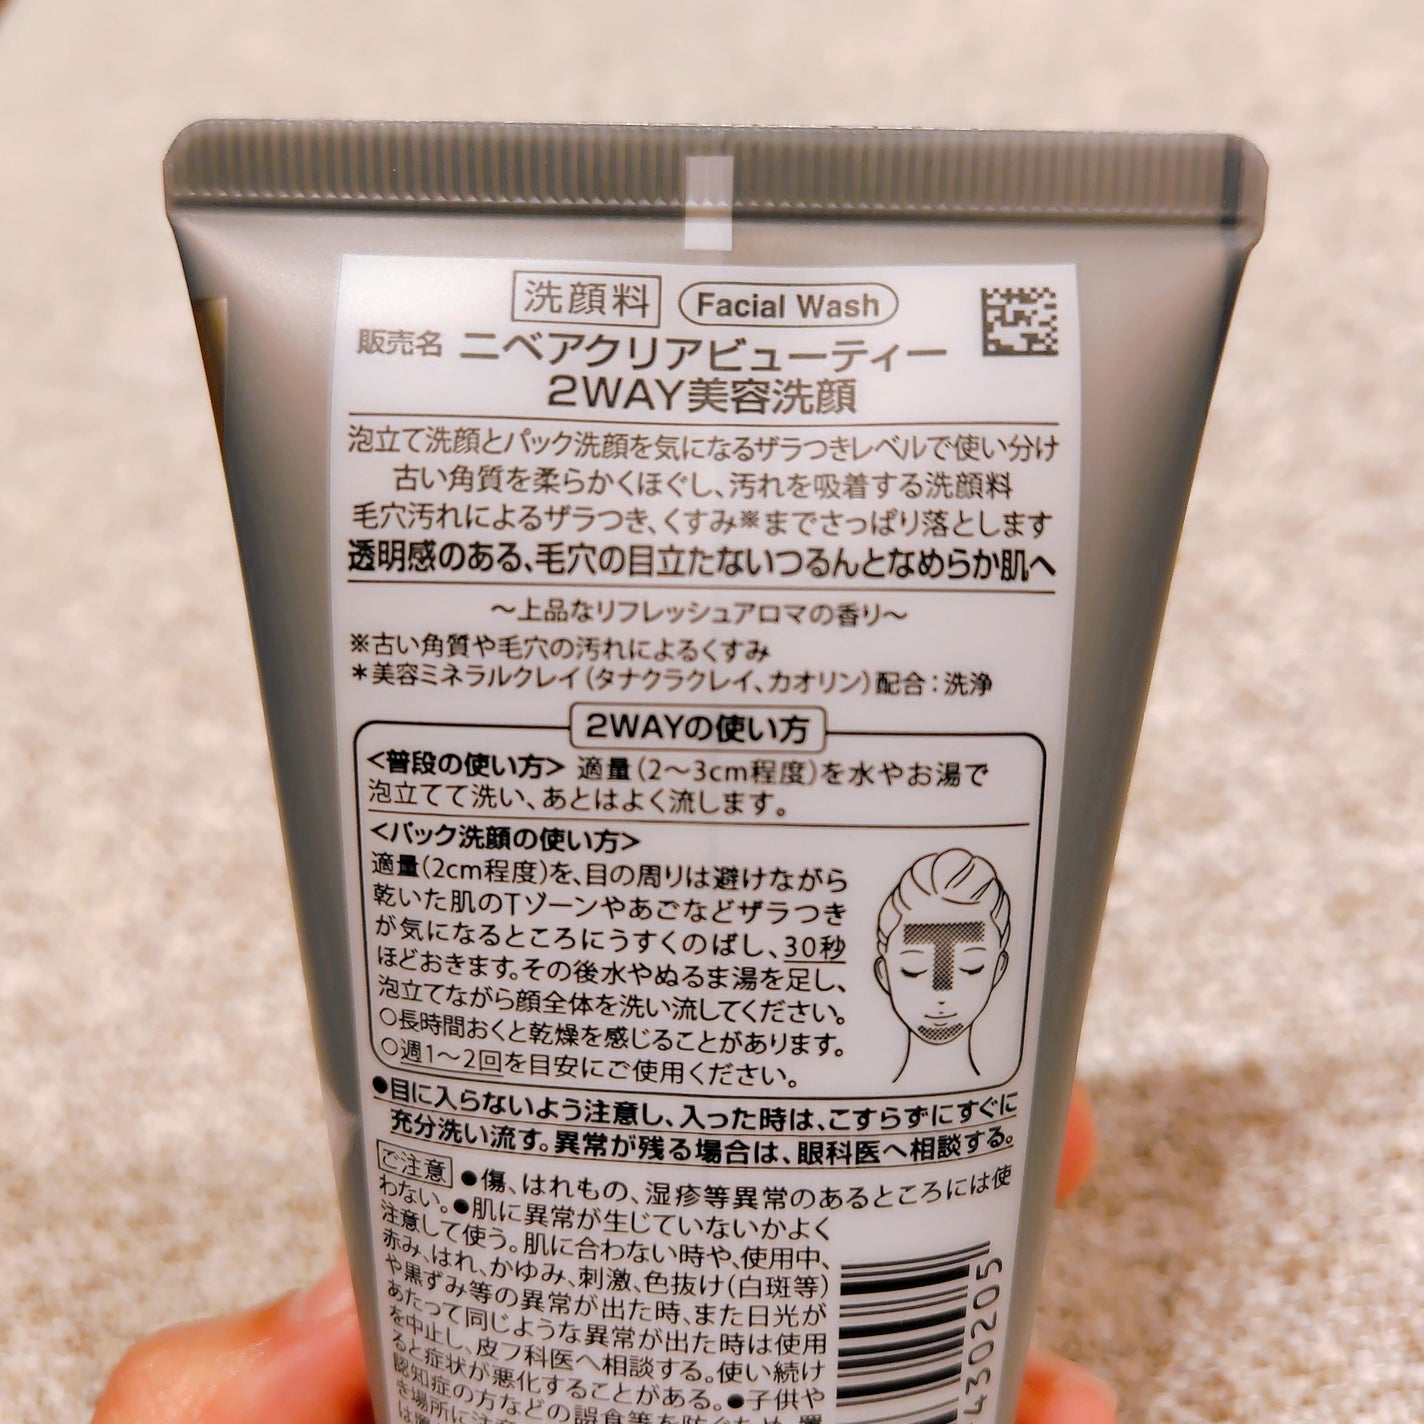 洗顔料 Facial Wash
販売名 ニベアクリアビューティー
2WAY美容洗顔
泡立て洗顔とパック洗顔を気になるザラつきレベルで使い分け
古い角質を柔らかくほぐし、汚れを吸着する洗顔料
毛穴汚れによるザラつき、くすみ※までさっぱり落とします
透明感のある、毛穴の目立たないつるんとなめらか肌へ
～上品なリフレッシュアロマの香り～
※古い角質や毛穴の汚れによるくすみ
＊美容ミネラルクレイ（タナクラクレイ、カオリン）配合：洗浄
2WAYの使い方
<普段の使い方> 適量（2～3cm程度）を水やお湯で
泡立てて洗い、あとはよく流します。
<パック洗顔の使い方>
適量（2cm程度）を、目の周りは避けながら
乾いた肌のTゾーンやあごなどザラつき
が気になるところにうすくのばし、30秒
ほどおきます。その後水やぬるま湯を足し、
泡立てながら顔全体を洗い流してください。
○長時間おくと乾燥を感じることがあります。
○週1～2回を目安にご使用ください。
T
●目に入らないよう注意し、入った時は、こすらずにすぐに
充分洗い流す。異常が残る場合は、眼科医へ相談する。
ご注意 ●傷、はれもの、湿疹等異常のあるところには使
わない。●肌に異常が生じていないかよく
注意して使う。肌に合わない時や、使用中、
赤み、はれ、かゆみ、刺激、色抜け（白斑等）
や黒ずみ等の異常が出た時、また日光が
あたって同じような異常が出た時は使用
を中止し、皮フ科医へ相談する。使い続け
ると症状が悪化することがある。●子供や
認知症の方などの誤食等を防ぐため、置
き場所に注意
430205